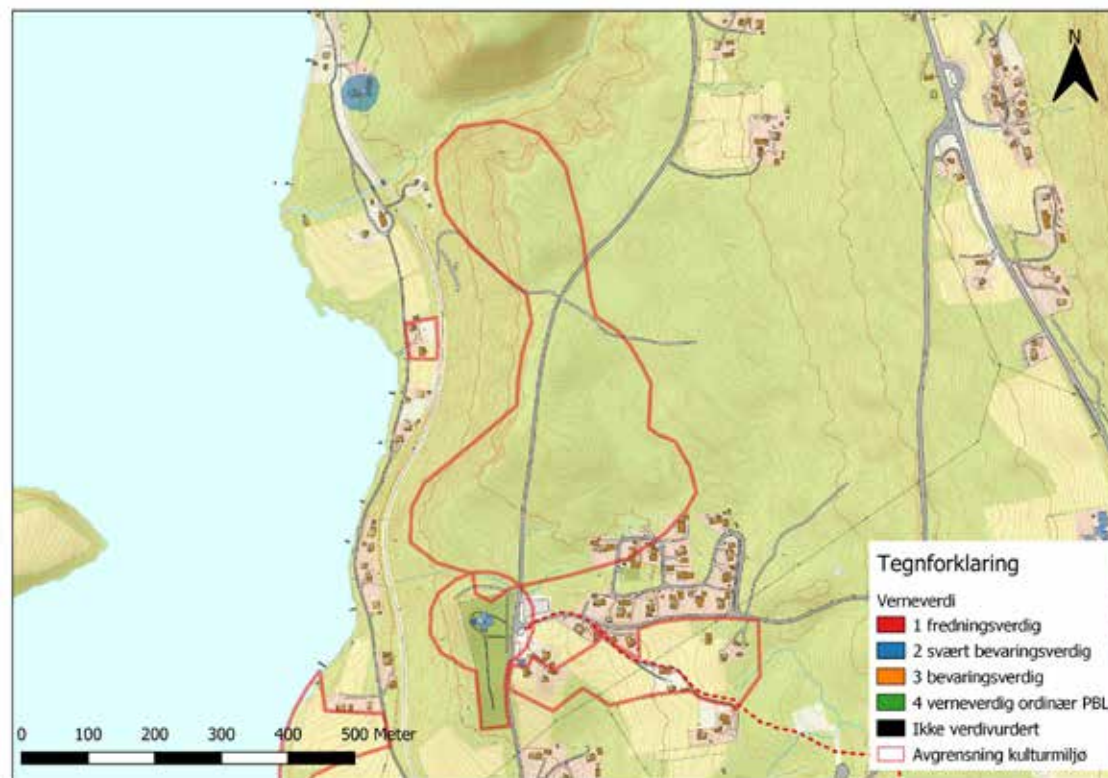 N
Tegnforklaring
Verneverdi
1 fredningsverdig
2 svært bevaringsverdig
3 bevaringsverdig
4 verneverdig ordinær PBL
Ikke verdivurdert
Avgrensning kulturmiljø
0 100 200 300 400 500 Meter